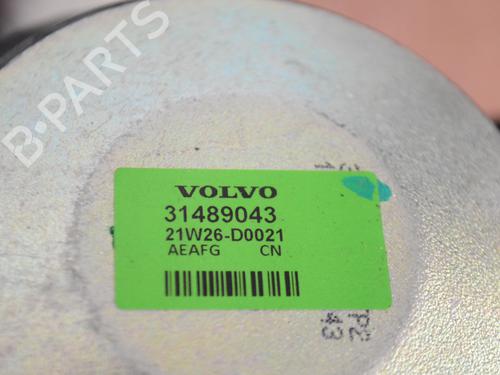 B-PARTS
VOLVO
31489043
21W26-D0021
AEAFG CN